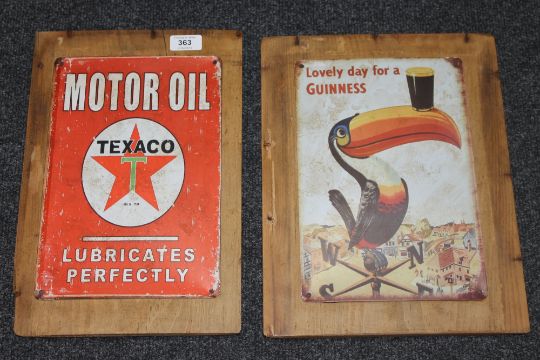 363
MOTOR OIL
TEXACO
T
LUBRICATES
PERFECTLY
Lovely day for a
GUINNESS
W
N
S